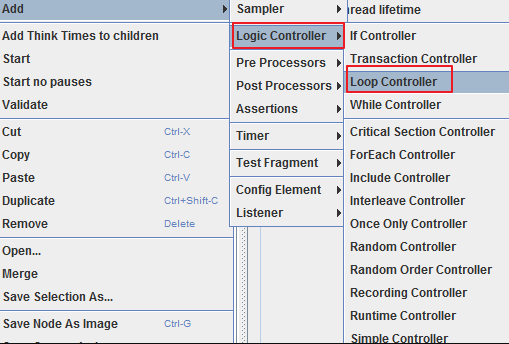 Add
Add Think Times to children
Start
Start no pauses
Validate
Cut Ctrl-X
Copy Ctrl-C
Paste Ctrl-V
Duplicate Ctrl+Shift-C
Remove Delete
Open...
Merge
Save Selection As...
Save Node As Image Ctrl-G
Sampler
Logic Controller
Pre Processors
Post Processors
Assertions
Timer
Test Fragment
Config Element
Listener
lifetime
If Controller
Transaction Controller
Loop Controller
While Controller
Critical Section Controller
ForEach Controller
Include Controller
Interleave Controller
Once Only Controller
Random Controller
Random Order Controller
Recording Controller
Runtime Controller
Simple Controller